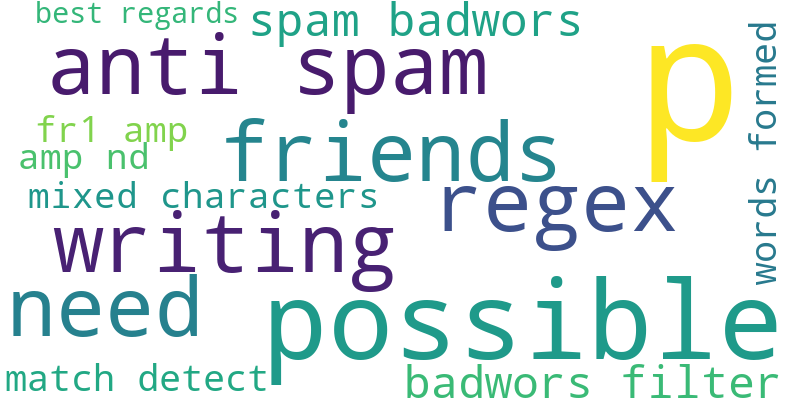 best regards
spam badwors
anti spam
p
words formed
fr1 amp
friends
amp nd
mixed characters
regex
writing
need
possible
match detect
badwors filter